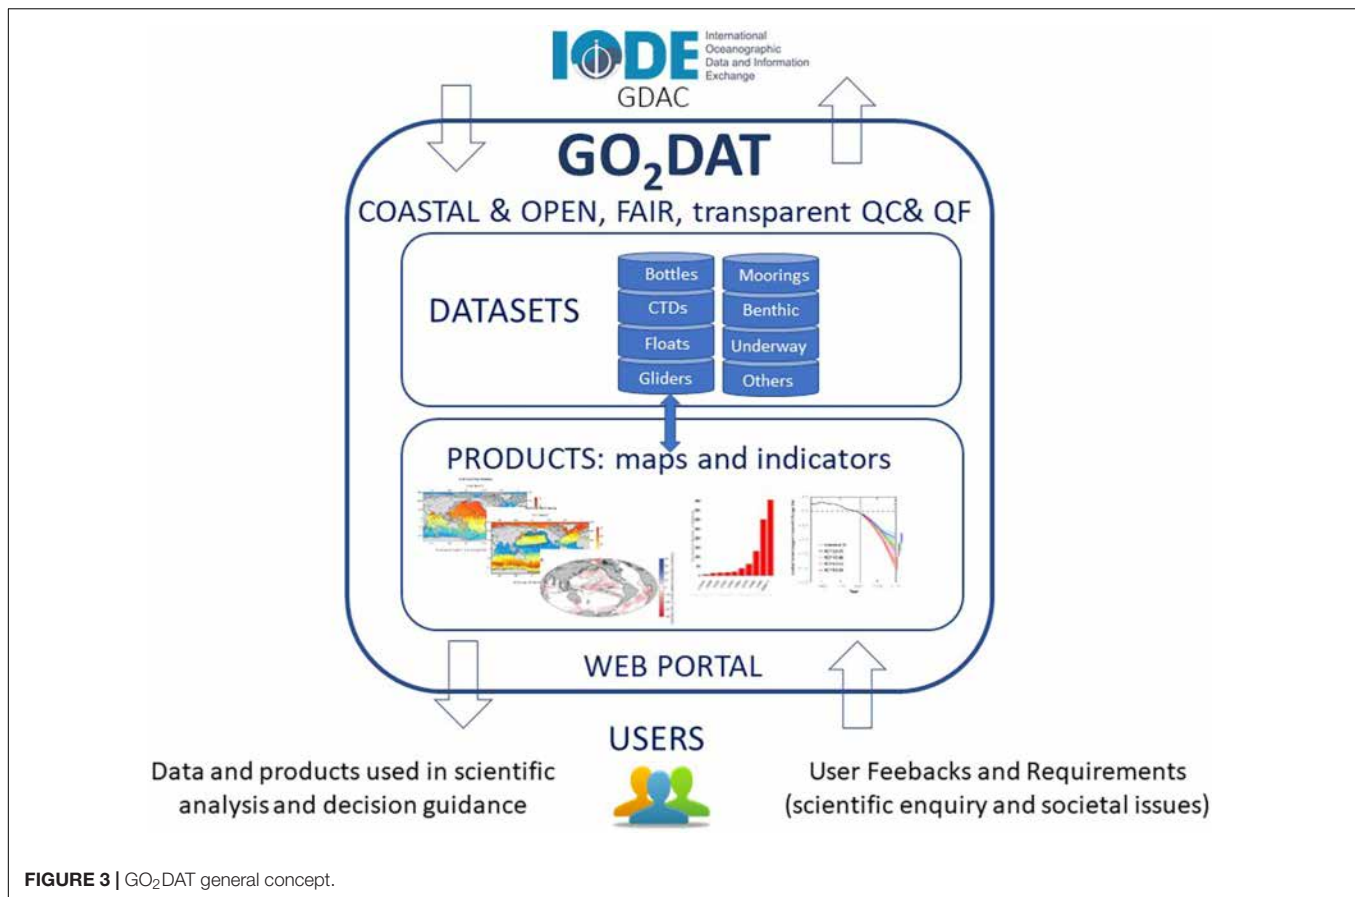 IODE
International
Oceanographic
Data and Information
Exchange
GDAC
GO₂DAT
COASTAL & OPEN, FAIR, transparent QC& QF
DATASETS
Bottles
CTDs
Floats
Gliders
Moorings
Benthic
Underway
Others
PRODUCTS: maps and indicators
WEB PORTAL
USERS
Data and products used in scientific
analysis and decision guidance
User Feebacks and Requirements
(scientific enquiry and societal issues)
FIGURE 3 | GO₂DAT general concept.